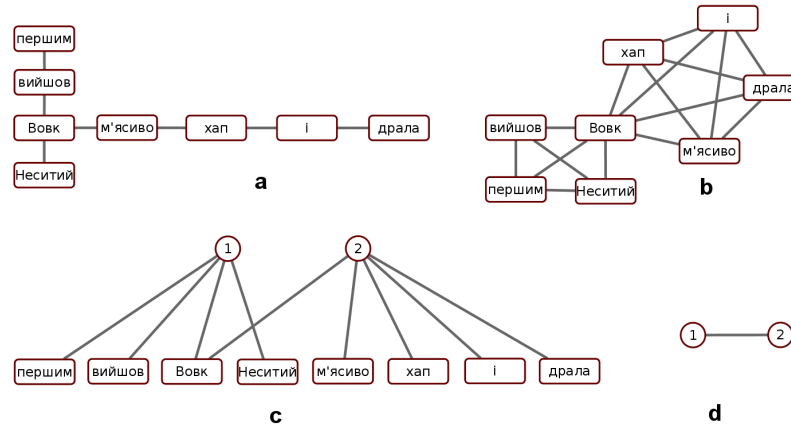 першим
вийшов
Вовк м'ясиво хап і драла
Неситий
a
і
хап
драла
вийшов Вовк
м'ясиво
першим Неситий
b
1 2
першим вийшов Вовк Неситий м'ясиво хап і драла
c
1 2
d